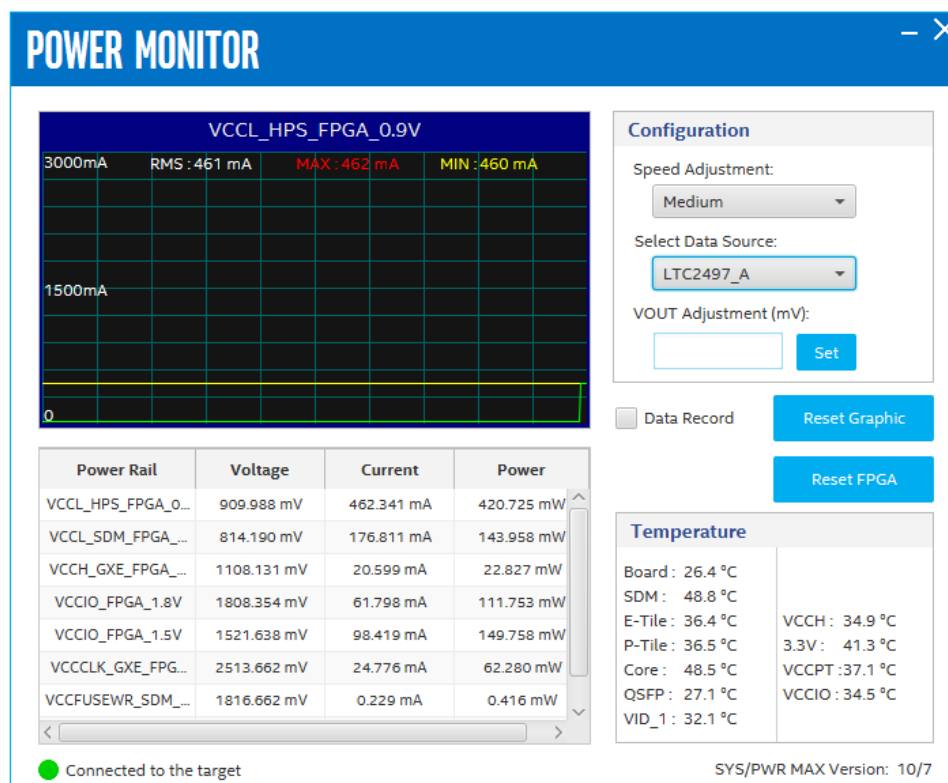 POWER MONITOR
VCCL_HPS_FPGA_0.9V
3000mA RMS : 461 mA MAX : 462 mA MIN : 460 mA
1500mA
0
Configuration
Speed Adjustment:
Medium
Select Data Source:
LTC2497_A
VOUT Adjustment (mV):
Set
Data Record Reset Graphic
Reset FPGA
Power Rail Voltage Current Power
VCCL_HPS_FPGA_0... 909.988 mV 462.341 mA 420.725 mW
VCCL_SDM_FPGA_... 814.190 mV 176.811 mA 143.958 mW
VCCH_GXE_FPGA_... 1108.131 mV 20.599 mA 22.827 mW
VCCIO_FPGA_1.8V 1808.354 mV 61.798 mA 111.753 mW
VCCIO_FPGA_1.5V 1521.638 mV 98.419 mA 149.758 mW
VCCCLK_GXE_FPG... 2513.662 mV 24.776 mA 62.280 mW
VCCFUSEWR_SDM_... 1816.662 mV 0.229 mA 0.416 mW
Temperature
Board : 26.4 °C
SDM : 48.8 °C
E-Tile : 36.4 °C VCCH : 34.9 °C
P-Tile : 36.5 °C 3.3V : 41.3 °C
Core : 48.5 °C VCCPT :37.1 °C
QSFP : 27.1 °C VCCIO : 34.5 °C
VID_1 : 32.1 °C
Connected to the target SYS/PWR MAX Version: 10/7